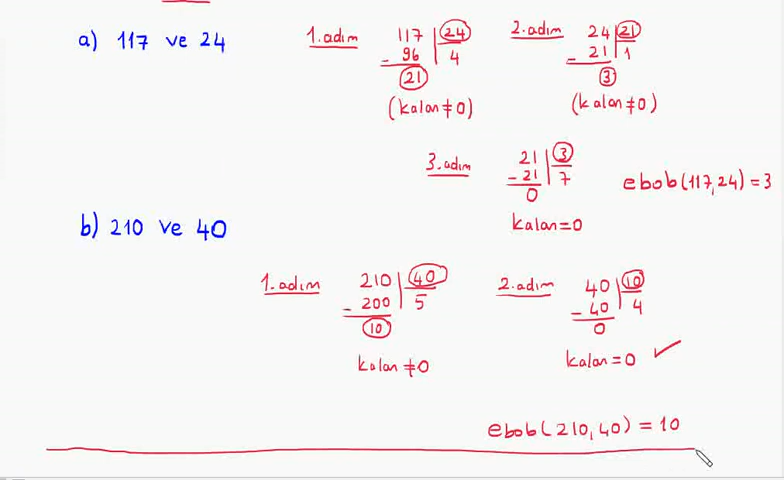 a) 117 ve 24
1.adım
117 | 24
- 96 | 4
21
(kalan≠0)
2.adım
24 | 21
- 21 | 1
3
(kalan≠0)
3.adım
21 | 3
- 21 | 7
0
kalan=0
ebob(117,24)=3
b) 210 ve 40
1.adım
210 | 40
- 200 | 5
10
kalan≠0
2.adım
40 | 10
- 40 | 4
0
kalan=0 ✓
ebob(210,40)=10